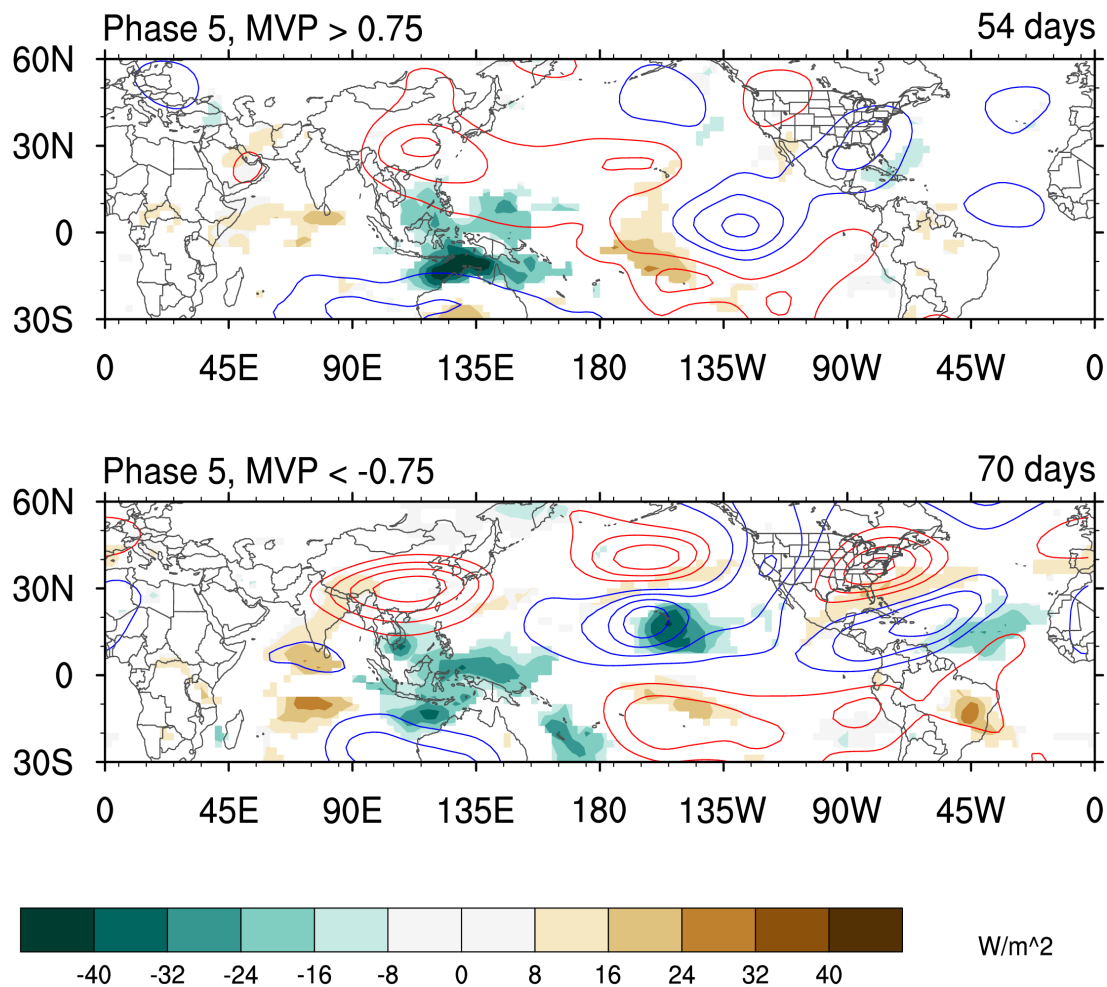 Phase 5, MVP > 0.75 54 days
60N
30N
0
30S
0 45E 90E 135E 180 135W 90W 45W 0
Phase 5, MVP < -0.75 70 days
60N
30N
0
30S
0 45E 90E 135E 180 135W 90W 45W 0
-40 -32 -24 -16 -8 0 8 16 24 32 40
W/m^2